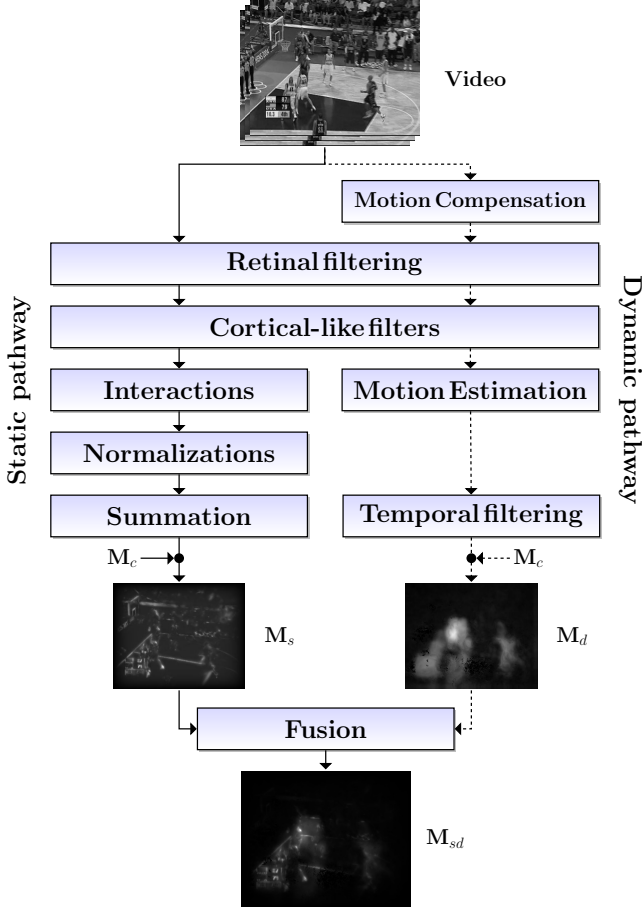 Video
Motion Compensation
Retinal filtering
Cortical-like filters
Static pathway
Dynamic pathway
Interactions
Motion Estimation
Normalizations
Summation
Temporal filtering
M_c
M_c
M_s
M_d
Fusion
M_sd